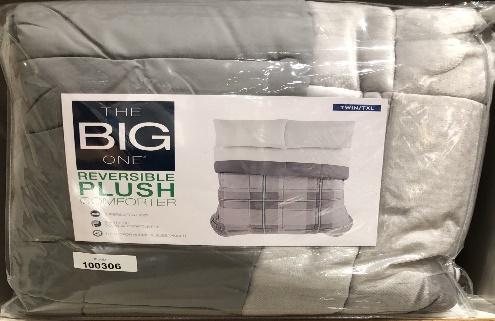 THE
BIG
ONE
REVERSIBLE
PLUSH
COMFORTER
TWIN/TXL
100306